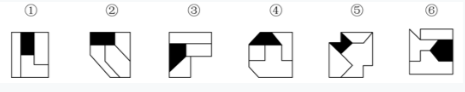 ① ② ③ ④ ⑤ ⑥